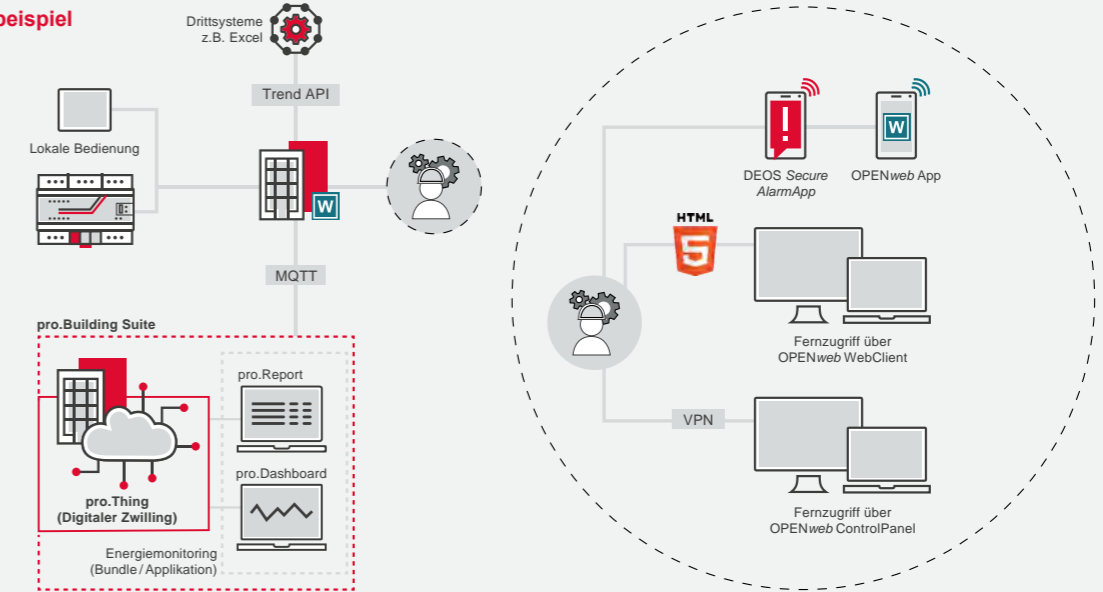 beispiel
Drittsysteme
z.B. Excel
Trend API
Lokale Bedienung
W
MQTT
pro.Building Suite
pro.Report
pro.Dashboard
pro.Thing
(Digitaler Zwilling)
Energiemonitoring
(Bundle / Applikation)
!
W
DEOS Secure
AlarmApp
OPENweb App
HTML
5
Fernzugriff über
OPENweb WebClient
VPN
Fernzugriff über
OPENweb ControlPanel